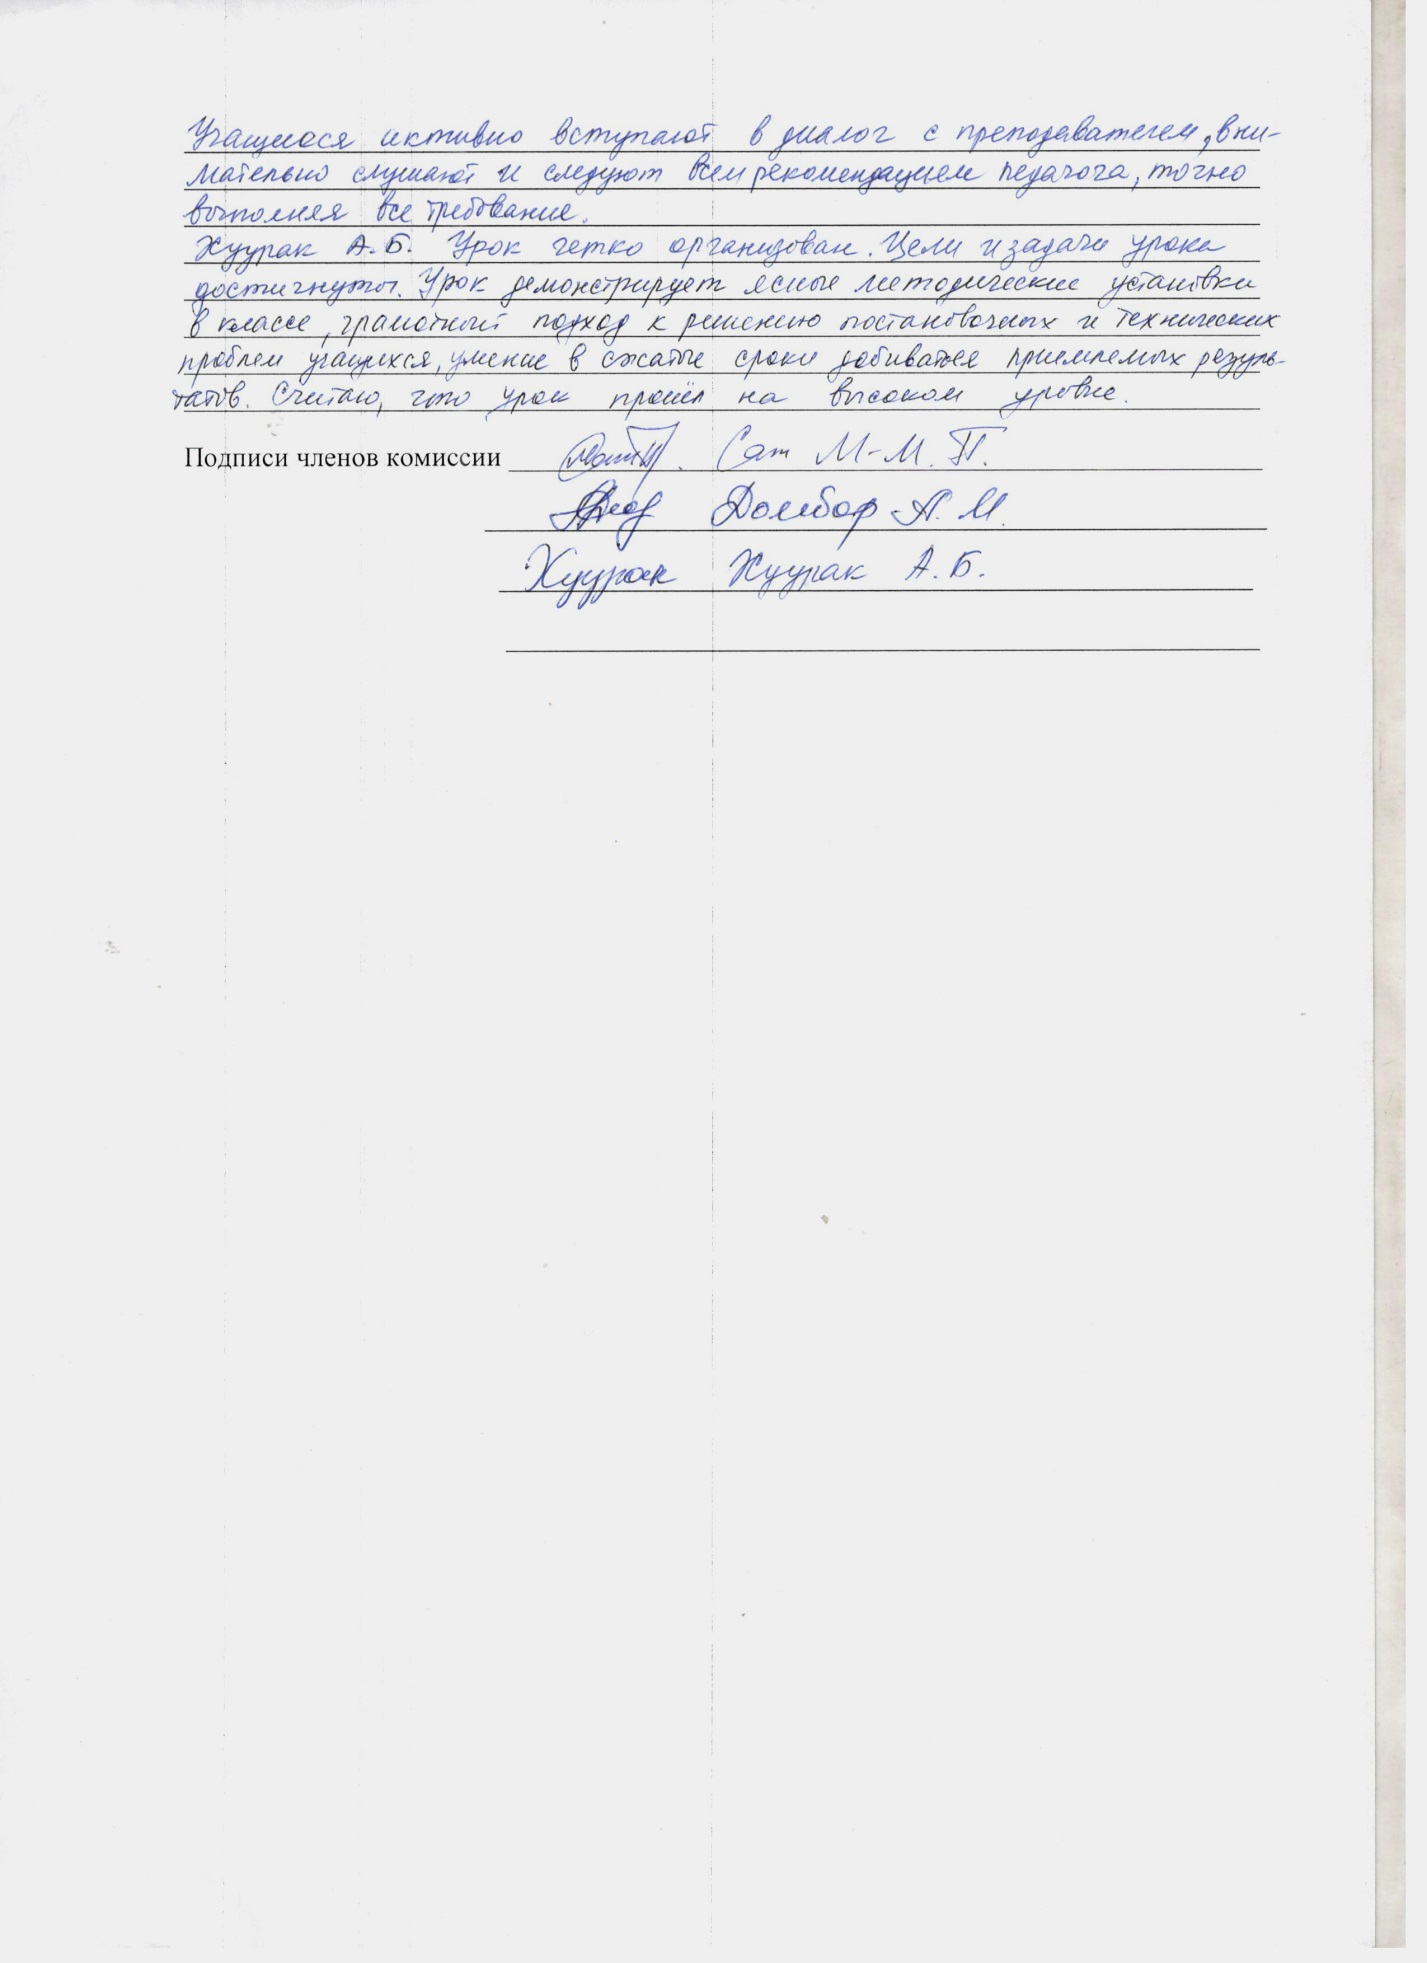 Учащиеся активно вступают в диалог с преподавателем, вни-
мательно слушают и следуют всем рекомендациям педагога, точно
выполняя все требование.
Хуурак А.Б. Урок четко организован. Цели и задачи урока
достигнуты. Урок демонстрирует ясные методические установки
в классе, грамотный подход к решению постановочных и технических
проблем учащихся, умение в сжатые сроки добиваться приемлемых резуль-
татов. Считаю, что урок прошёл на высоком уровне.
Подписи членов комиссии Сат М-М. П.
Домбаф А. М.
Хуурак Хуурак А. Б.